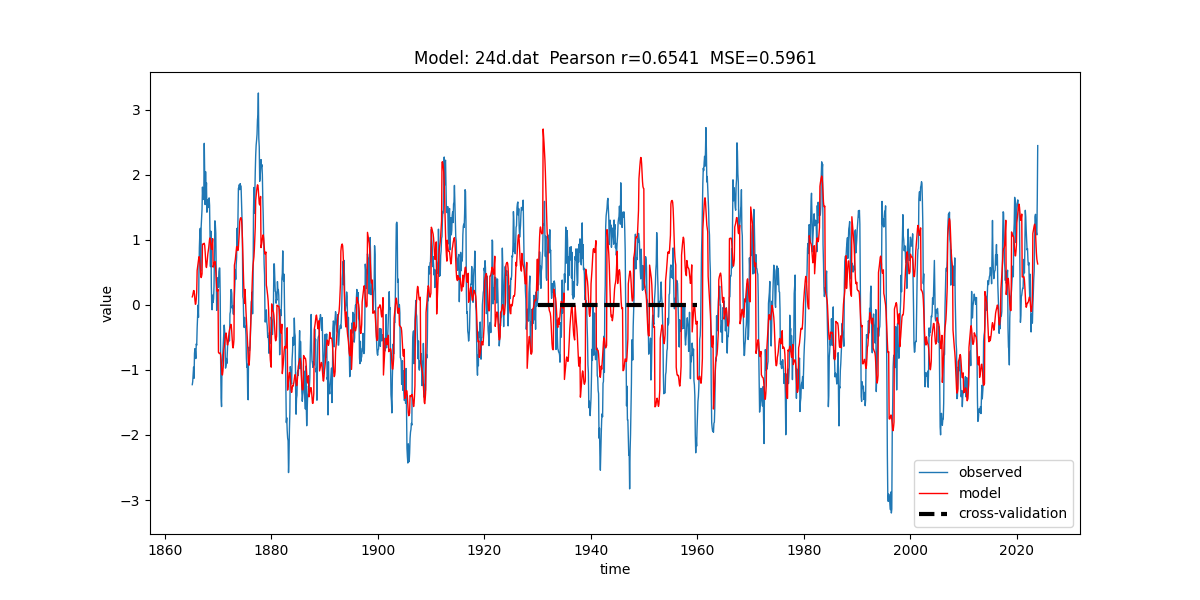 Model: 24d.dat  Pearson r=0.6541  MSE=0.5961
value
3
2
1
0
−1
−2
−3
observed
model
cross-validation
1860
1880
1900
1920
1940
1960
1980
2000
2020
time